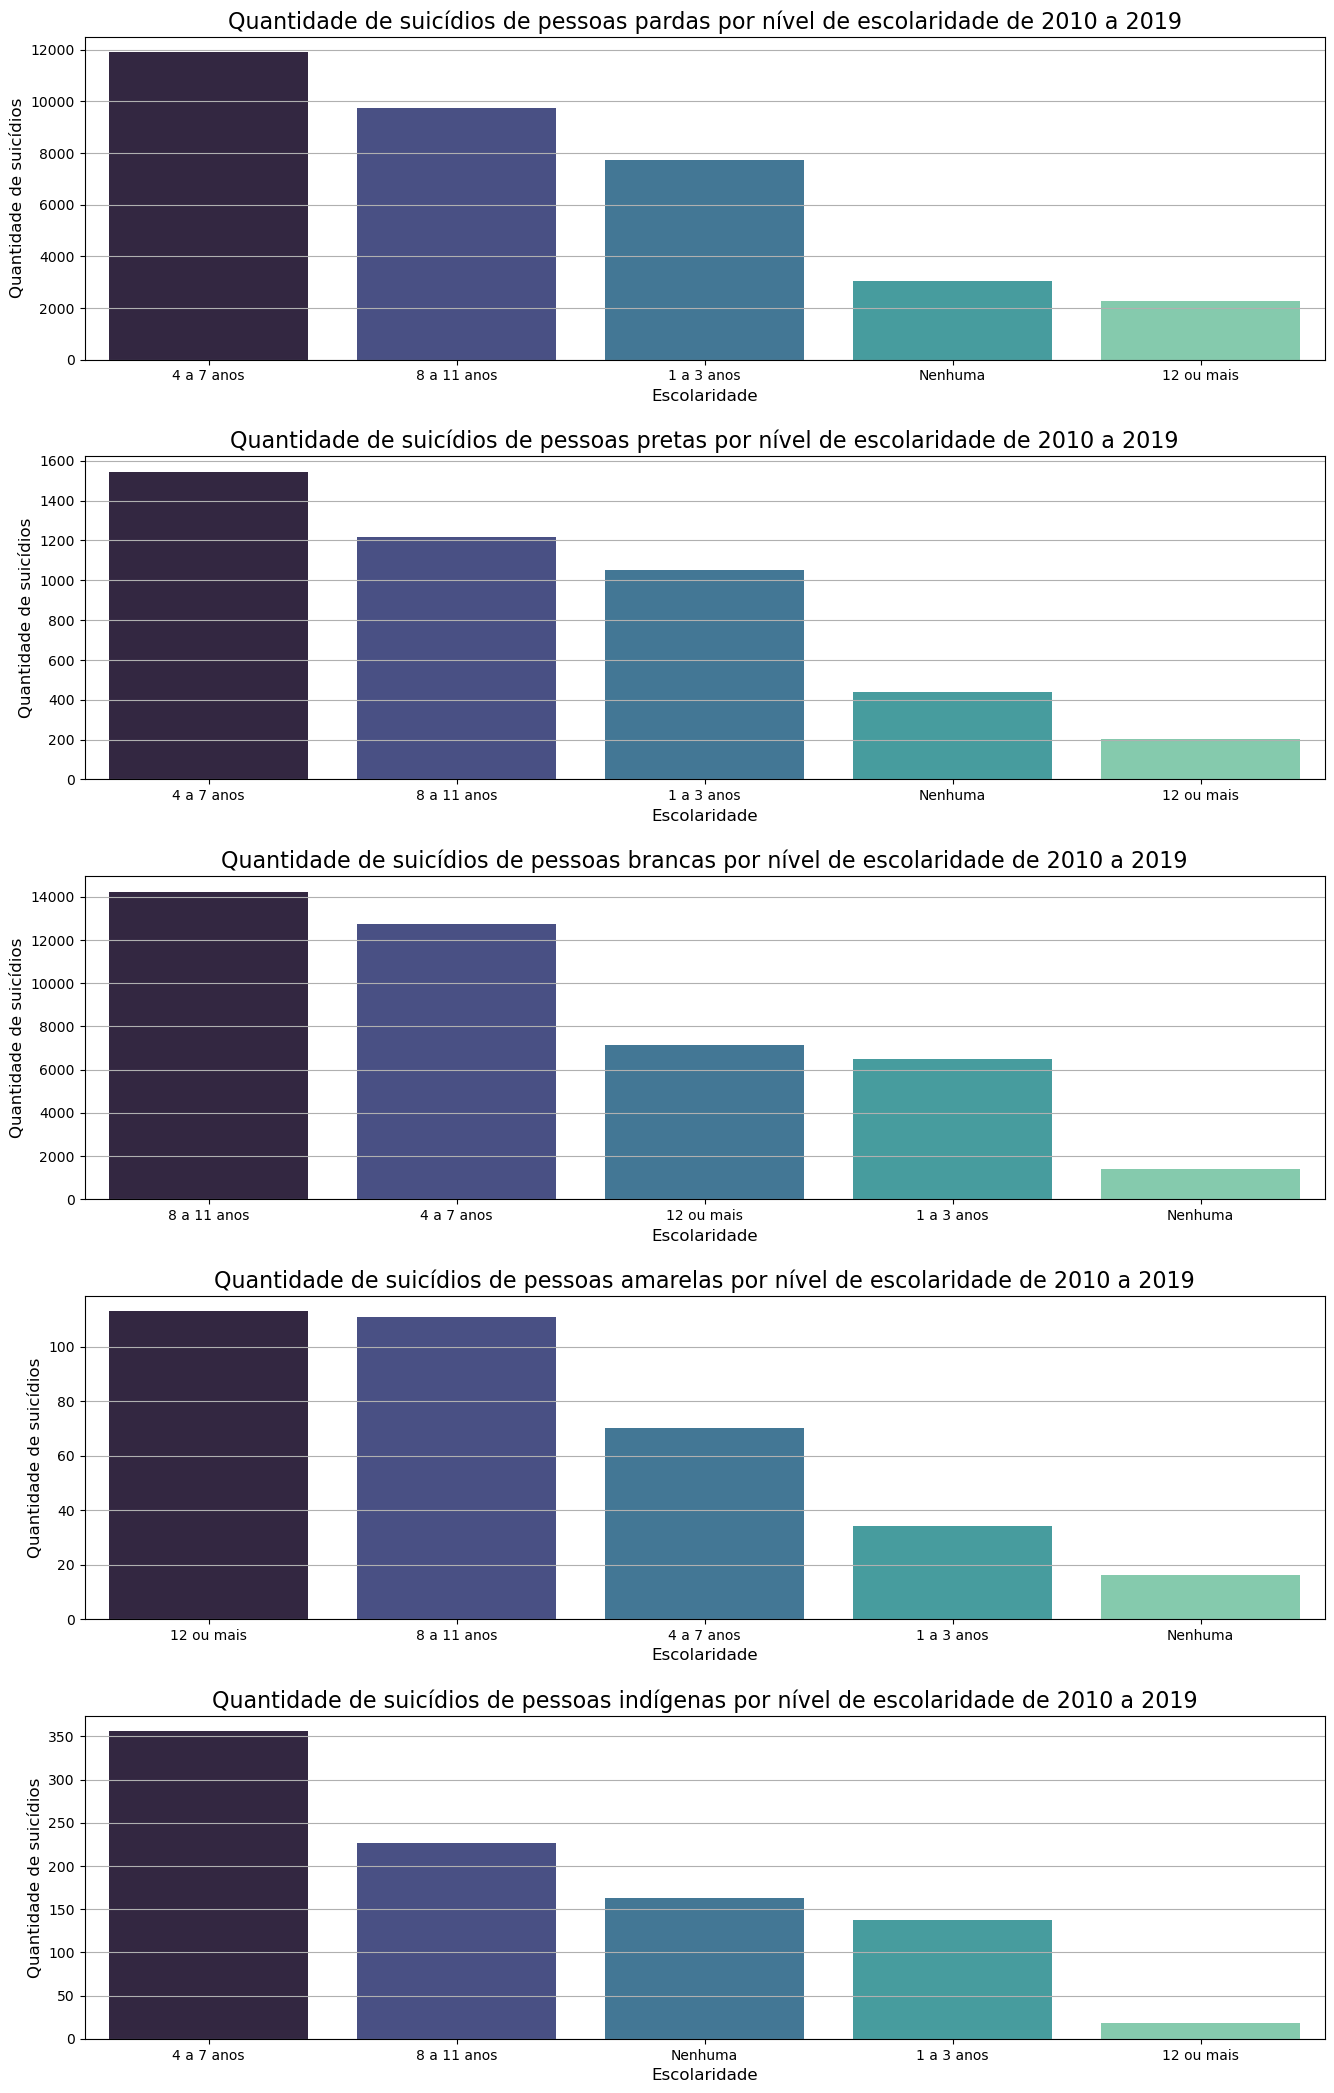 Quantidade de suicídios de pessoas pardas por nível de escolaridade de 2010 a 2019
12000
10000
8000
6000
4000
2000
0
Quantidade de suicídios
4 a 7 anos 8 a 11 anos 1 a 3 anos Nenhuma 12 ou mais
Escolaridade
Quantidade de suicídios de pessoas pretas por nível de escolaridade de 2010 a 2019
1600
1400
1200
1000
800
600
400
200
0
Quantidade de suicídios
4 a 7 anos 8 a 11 anos 1 a 3 anos Nenhuma 12 ou mais
Escolaridade
Quantidade de suicídios de pessoas brancas por nível de escolaridade de 2010 a 2019
14000
12000
10000
8000
6000
4000
2000
0
Quantidade de suicídios
8 a 11 anos 4 a 7 anos 12 ou mais 1 a 3 anos Nenhuma
Escolaridade
Quantidade de suicídios de pessoas amarelas por nível de escolaridade de 2010 a 2019
100
80
60
40
20
0
Quantidade de suicídios
12 ou mais 8 a 11 anos 4 a 7 anos 1 a 3 anos Nenhuma
Escolaridade
Quantidade de suicídios de pessoas indígenas por nível de escolaridade de 2010 a 2019
350
300
250
200
150
100
50
0
Quantidade de suicídios
4 a 7 anos 8 a 11 anos Nenhuma 1 a 3 anos 12 ou mais
Escolaridade